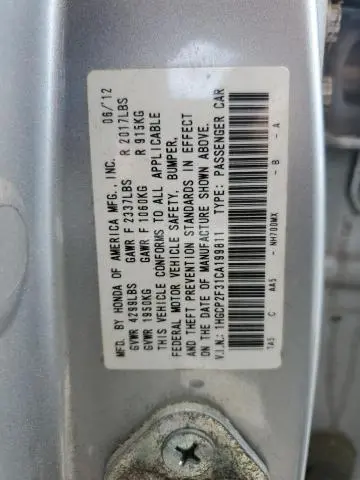 MFD. BY HONDA OF AMERICA MFG., INC. 06/12
GVWR 4299LBS GAWR F 2337LBS R 2017LBS
GVWR 1950KG GAWR F 1060KG R 915KG
THIS VEHICLE CONFORMS TO ALL APPLICABLE
FEDERAL MOTOR VEHICLE SAFETY, BUMPER,
AND THEFT PREVENTION STANDARDS IN EFFECT
ON THE DATE OF MANUFACTURE SHOWN ABOVE.
V.I.N.: 1HGCP2F31CA199811 TYPE: PASSENGER CAR
TA5 C AA5 - NH700MX - B - A